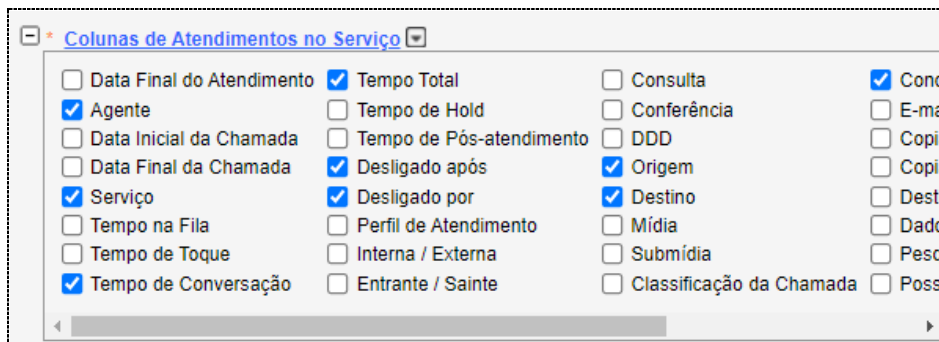 * Colunas de Atendimentos no Serviço
Data Final do Atendimento Tempo Total Consulta
Agente Tempo de Hold Conferência
Data Inicial da Chamada Tempo de Pós-atendimento DDD
Data Final da Chamada Desligado após Origem
Serviço Desligado por Destino
Tempo na Fila Perfil de Atendimento Mídia
Tempo de Toque Interna / Externa Submídia
Tempo de Conversação Entrante / Sainte Classificação da Chamada